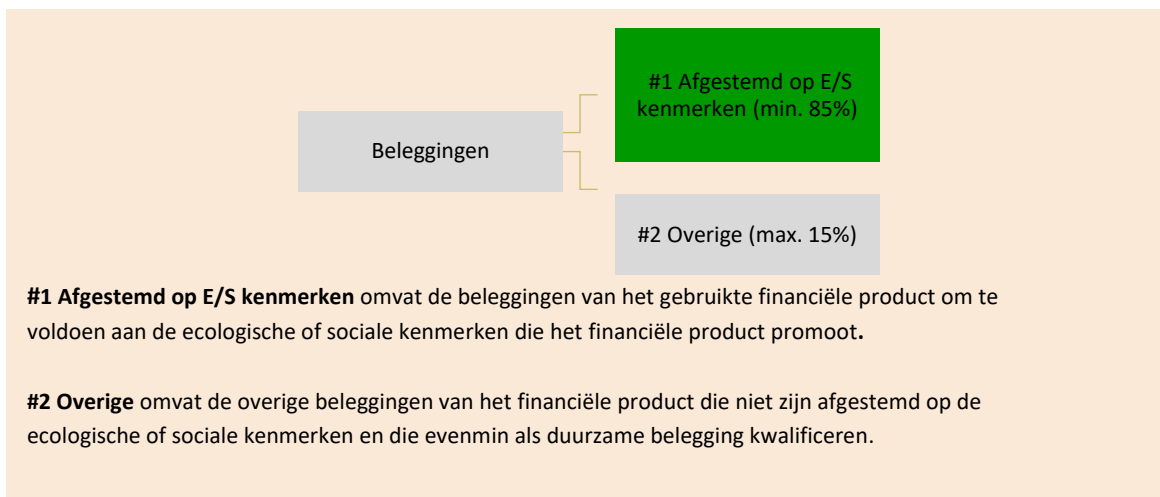 #1 Afgestemd op E/S
kenmerken (min. 85%)
Beleggingen
#2 Overige (max. 15%)
#1 Afgestemd op E/S kenmerken omvat de beleggingen van het gebruikte financiële product om te
voldoen aan de ecologische of sociale kenmerken die het financiële product promoot.
#2 Overige omvat de overige beleggingen van het financiële product die niet zijn afgestemd op de
ecologische of sociale kenmerken en die evenmin als duurzame belegging kwalificeren.